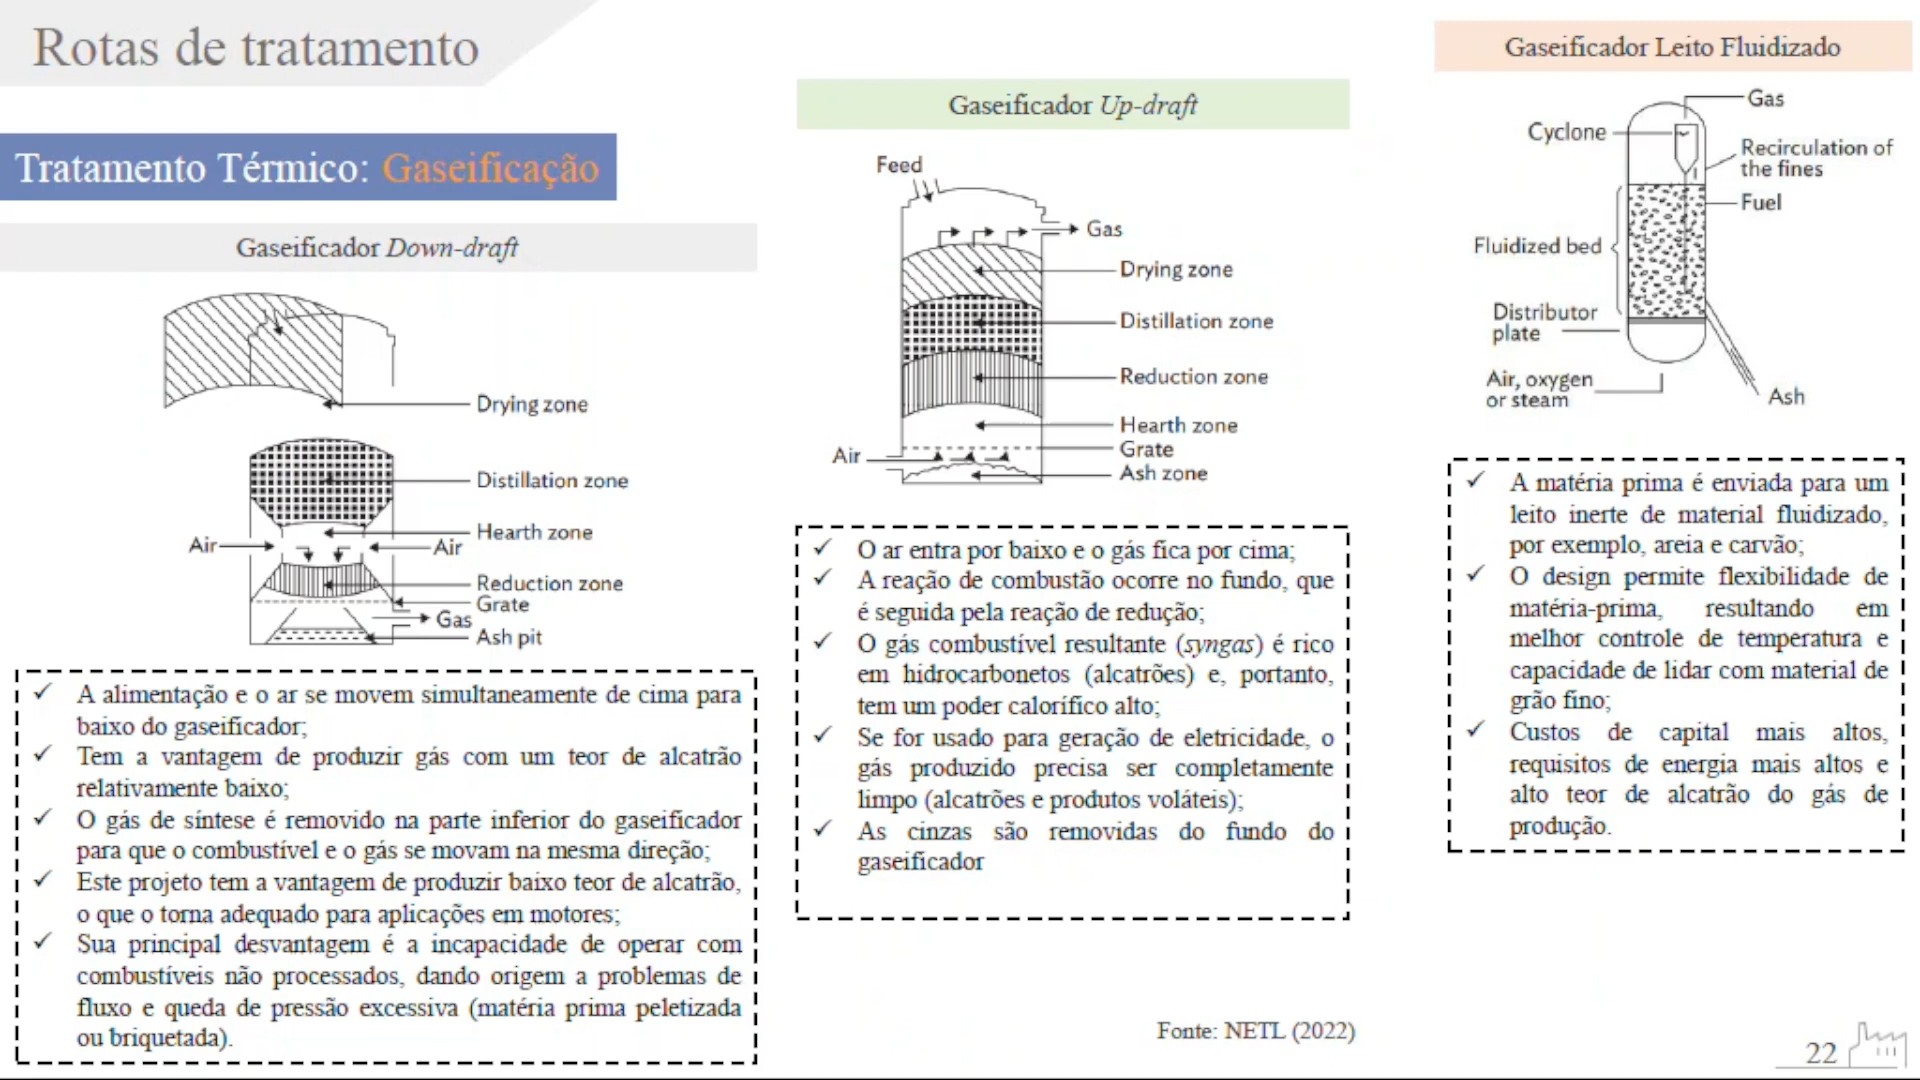 Rotas de tratamento
Tratamento Térmico: Gaseificação
Gaseificador Down-draft
Drying zone
Distillation zone
Hearth zone
Air
Air
Reduction zone
Grate
Gas
Ash pit
✓ A alimentação e o ar se movem simultaneamente de cima para
baixo do gaseificador;
✓ Tem a vantagem de produzir gás com um teor de alcatrão
relativamente baixo;
✓ O gás de síntese é removido na parte inferior do gaseificador
para que o combustível e o gás se movam na mesma direção;
✓ Este projeto tem a vantagem de produzir baixo teor de alcatrão,
o que o torna adequado para aplicações em motores;
✓ Sua principal desvantagem é a incapacidade de operar com
combustíveis não processados, dando origem a problemas de
fluxo e queda de pressão excessiva (matéria prima peletizada
ou briquetada).
Gaseificador Up-draft
Feed
Gas
Drying zone
Distillation zone
Reduction zone
Hearth zone
Grate
Air
Ash zone
✓ O ar entra por baixo e o gás fica por cima;
✓ A reação de combustão ocorre no fundo, que
é seguida pela reação de redução;
✓ O gás combustível resultante (syngas) é rico
em hidrocarbonetos (alcatrões) e, portanto,
tem um poder calorífico alto;
✓ Se for usado para geração de eletricidade, o
gás produzido precisa ser completamente
limpo (alcatrões e produtos voláteis);
✓ As cinzas são removidas do fundo do
gaseificador
Gaseificador Leito Fluidizado
Gas
Cyclone
Recirculation of
the fines
Fuel
Fluidized bed
Distributor
plate
Air, oxygen
or steam
Ash
✓ A matéria prima é enviada para um
leito inerte de material fluidizado,
por exemplo, areia e carvão;
✓ O design permite flexibilidade de
matéria-prima, resultando em
melhor controle de temperatura e
capacidade de lidar com material de
grão fino;
✓ Custos de capital mais altos,
requisitos de energia mais altos e
alto teor de alcatrão do gás de
produção.
Fonte: NETL (2022)
22